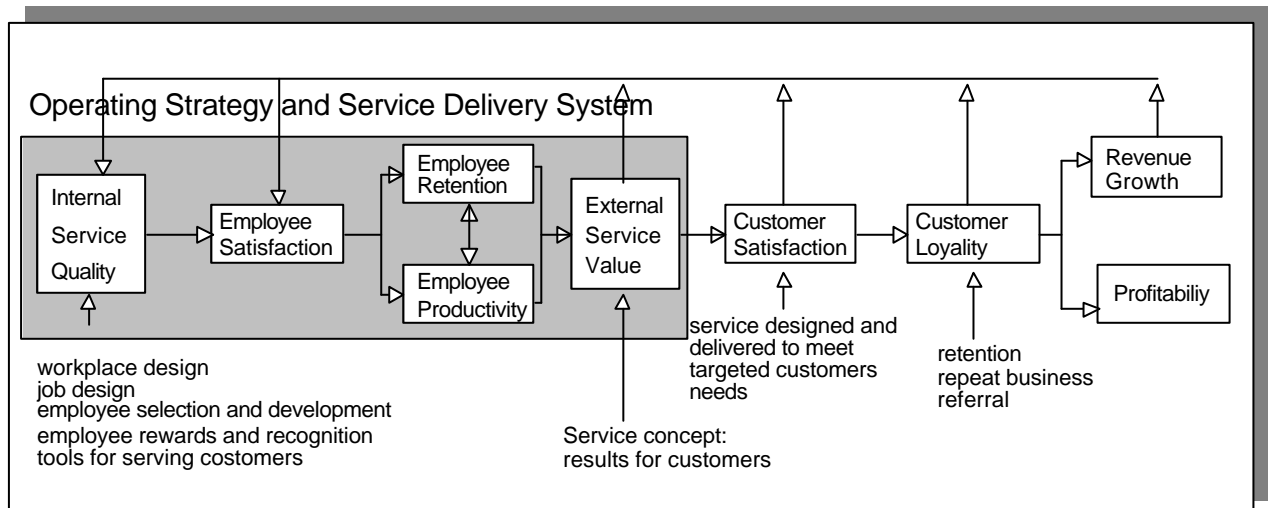 Operating Strategy and Service Delivery System
Internal
Service
Quality
Employee
Satisfaction
Employee
Retention
Employee
Productivity
External
Service
Value
Customer
Satisfaction
Customer
Loyality
Revenue
Growth
Profitabiliy
workplace design
job design
employee selection and development
employee rewards and recognition
tools for serving costomers
Service concept:
results for customers
service designed and
delivered to meet
targeted customers
needs
retention
repeat business
referral